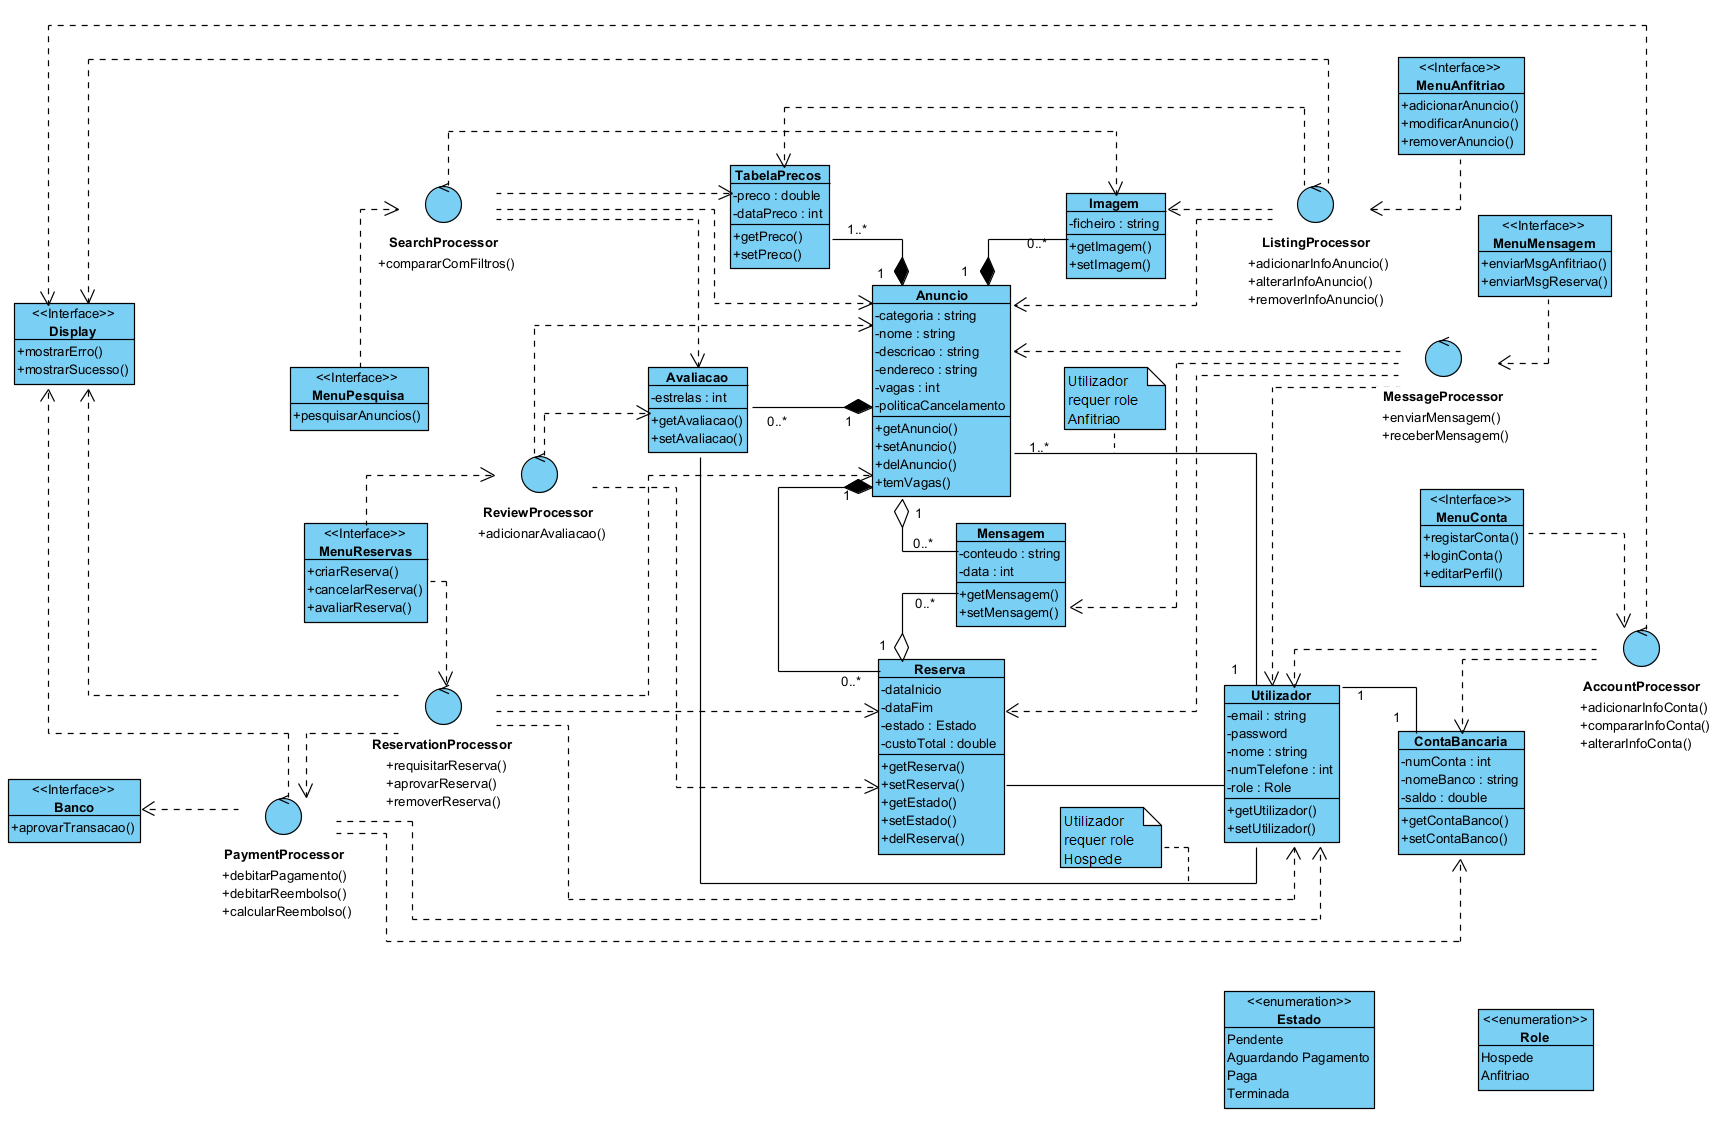 <<Interface>>
MenuAnfitriao
+adicionarAnuncio()
+modificarAnuncio()
+removerAnuncio()
TabelaPrecos
-preco : double
-dataPreco : int
+getPreco()
+setPreco()
Imagem
-ficheiro : string
+getImagem()
+setImagem()
SearchProcessor
+compararComFiltros()
ListingProcessor
+adicionarInfoAnuncio()
+alterarInfoAnuncio()
+removerInfoAnuncio()
<<Interface>>
MenuMensagem
+enviarMsgAnfitriao()
+enviarMsgReserva()
1..*
0..*
1
1
<<Interface>>
Display
+mostrarErro()
+mostrarSucesso()
Anuncio
-categoria : string
-nome : string
-descricao : string
-endereco : string
-vagas : int
-politicaCancelamento
+getAnuncio()
+setAnuncio()
+delAnuncio()
+temVagas()
<<Interface>>
MenuPesquisa
+pesquisarAnuncios()
Avaliacao
-estrelas : int
+getAvaliacao()
+setAvaliacao()
0..*
1
Utilizador
requer role
Anfitriao
MessageProcessor
+enviarMensagem()
+receberMensagem()
1..*
1
ReviewProcessor
+adicionarAvaliacao()
1
0..*
<<Interface>>
MenuReservas
+criarReserva()
+cancelarReserva()
+avaliarReserva()
Mensagem
-conteudo : string
-data : int
+getMensagem()
+setMensagem()
0..*
1
<<Interface>>
MenuConta
+registarConta()
+loginConta()
+editarPerfil()
0..*
1
1
1
AccountProcessor
+adicionarInfoConta()
+compararInfoConta()
+alterarInfoConta()
Reserva
-dataInicio
-dataFim
-estado : Estado
-custoTotal : double
+getReserva()
+setReserva()
+getEstado()
+setEstado()
+delReserva()
Utilizador
-email : string
-password
-nome : string
-numTelefone : int
-role : Role
+getUtilizador()
+setUtilizador()
ContaBancaria
-numConta : int
-nomeBanco : string
-saldo : double
+getContaBanco()
+setContaBanco()
ReservationProcessor
+requisitarReserva()
+aprovarReserva()
+removerReserva()
<<Interface>>
Banco
+aprovarTransacao()
PaymentProcessor
+debitarPagamento()
+debitarReembolso()
+calcularReembolso()
Utilizador
requer role
Hospede
<<enumeration>>
Estado
Pendente
Aguardando Pagamento
Paga
Terminada
<<enumeration>>
Role
Hospede
Anfitriao